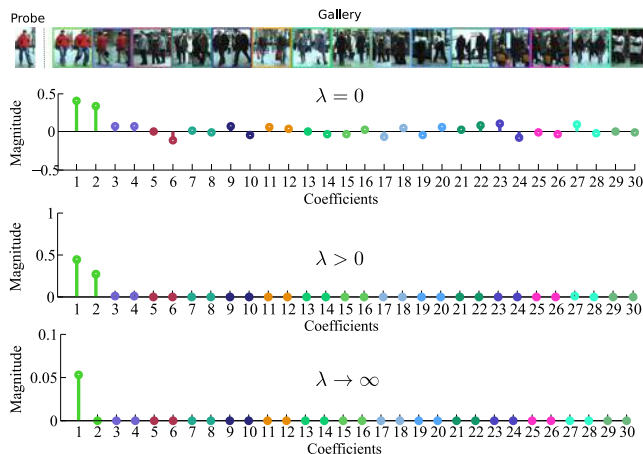 Probe
Gallery
0.5
0
−0.5
Magnitude
λ = 0
1 2 3 4 5 6 7 8 9 10 11 12 13 14 15 16 17 18 19 20 21 22 23 24 25 26 27 28 29 30
Coefficients
1
0.5
0
Magnitude
λ > 0
1 2 3 4 5 6 7 8 9 10 11 12 13 14 15 16 17 18 19 20 21 22 23 24 25 26 27 28 29 30
Coefficients
0.1
0.05
0
Magnitude
λ → ∞
1 2 3 4 5 6 7 8 9 10 11 12 13 14 15 16 17 18 19 20 21 22 23 24 25 26 27 28 29 30
Coefficients